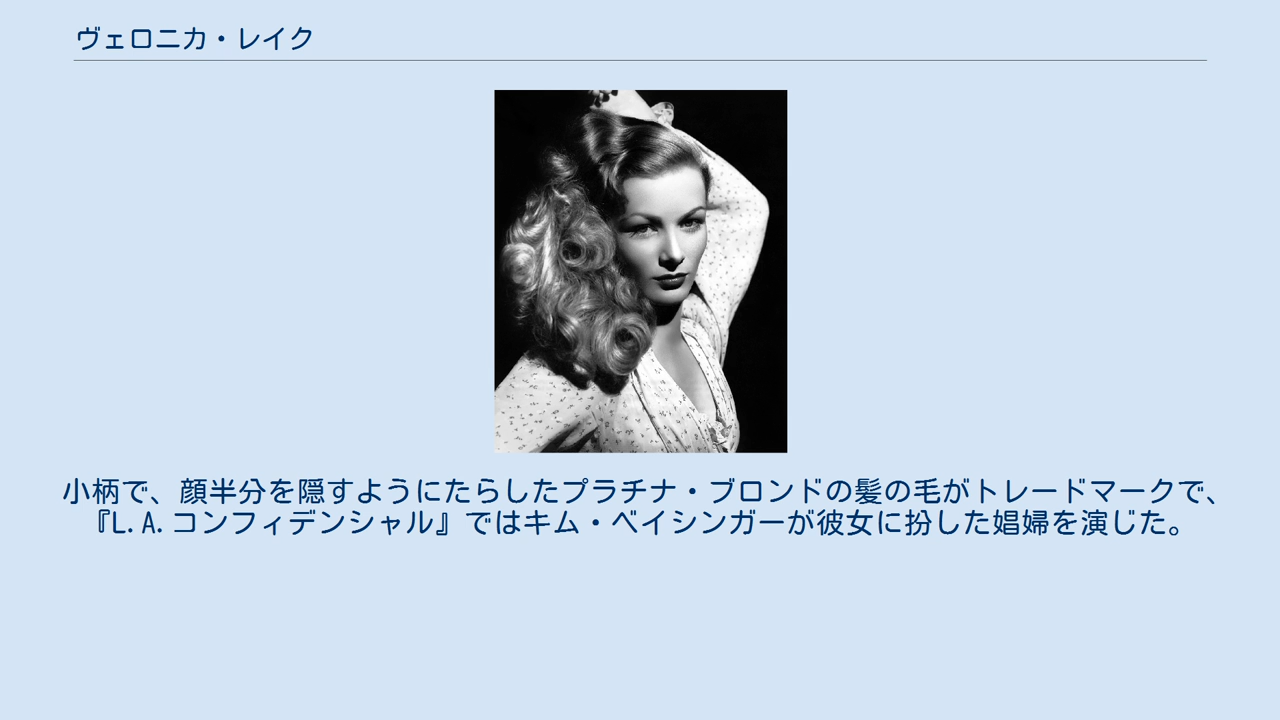 ヴェロニカ・レイク
小柄で、顔半分を隠すようにたらしたプラチナ・ブロンドの髪の毛がトレードマークで、
『L.A.コンフィデンシャル』ではキム・ベイシンガーが彼女に扮した娼婦を演じた。